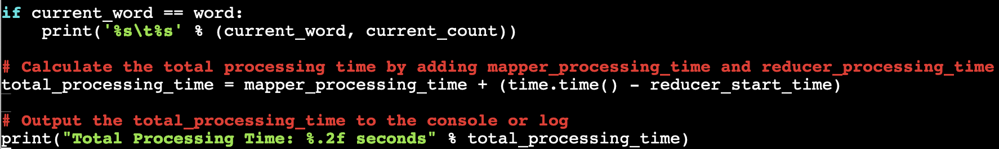 if current_word == word:
    print('%s\t%s' % (current_word, current_count))
# Calculate the total processing time by adding mapper_processing_time and reducer_processing_time
total_processing_time = mapper_processing_time + (time.time() - reducer_start_time)
# Output the total_processing_time to the console or log
print("Total Processing Time: %.2f seconds" % total_processing_time)